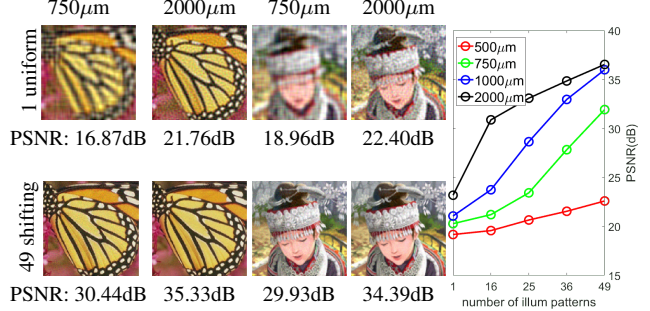 750μm 2000μm 750μm 2000μm
1 uniform
PSNR: 16.87dB 21.76dB 18.96dB 22.40dB
49 shifting
PSNR: 30.44dB 35.33dB 29.93dB 34.39dB
500μm
750μm
1000μm
2000μm
40
35
30
25
20
15
PSNR(dB)
1 16 25 36 49
number of illum patterns